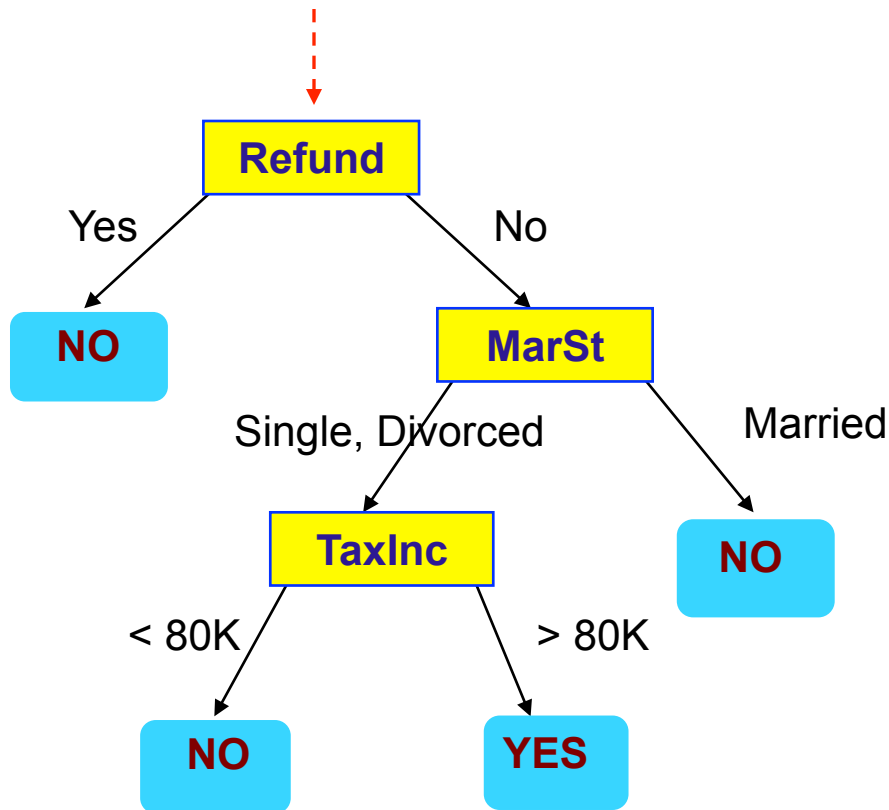 Refund
Yes
No
NO
MarSt
Single, Divorced
Married
TaxInc
NO
< 80K
> 80K
NO
YES